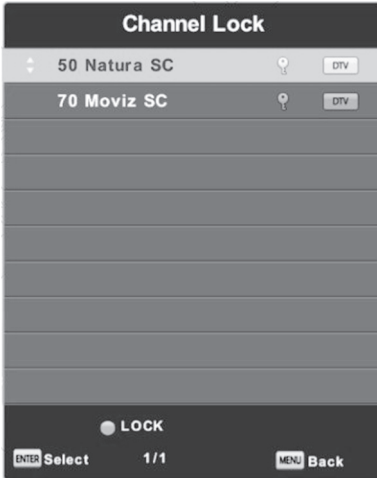 Channel Lock
50 Natura SC DTV
70 Moviz SC DTV
LOCK
ENTER Select 1/1 MENU Back